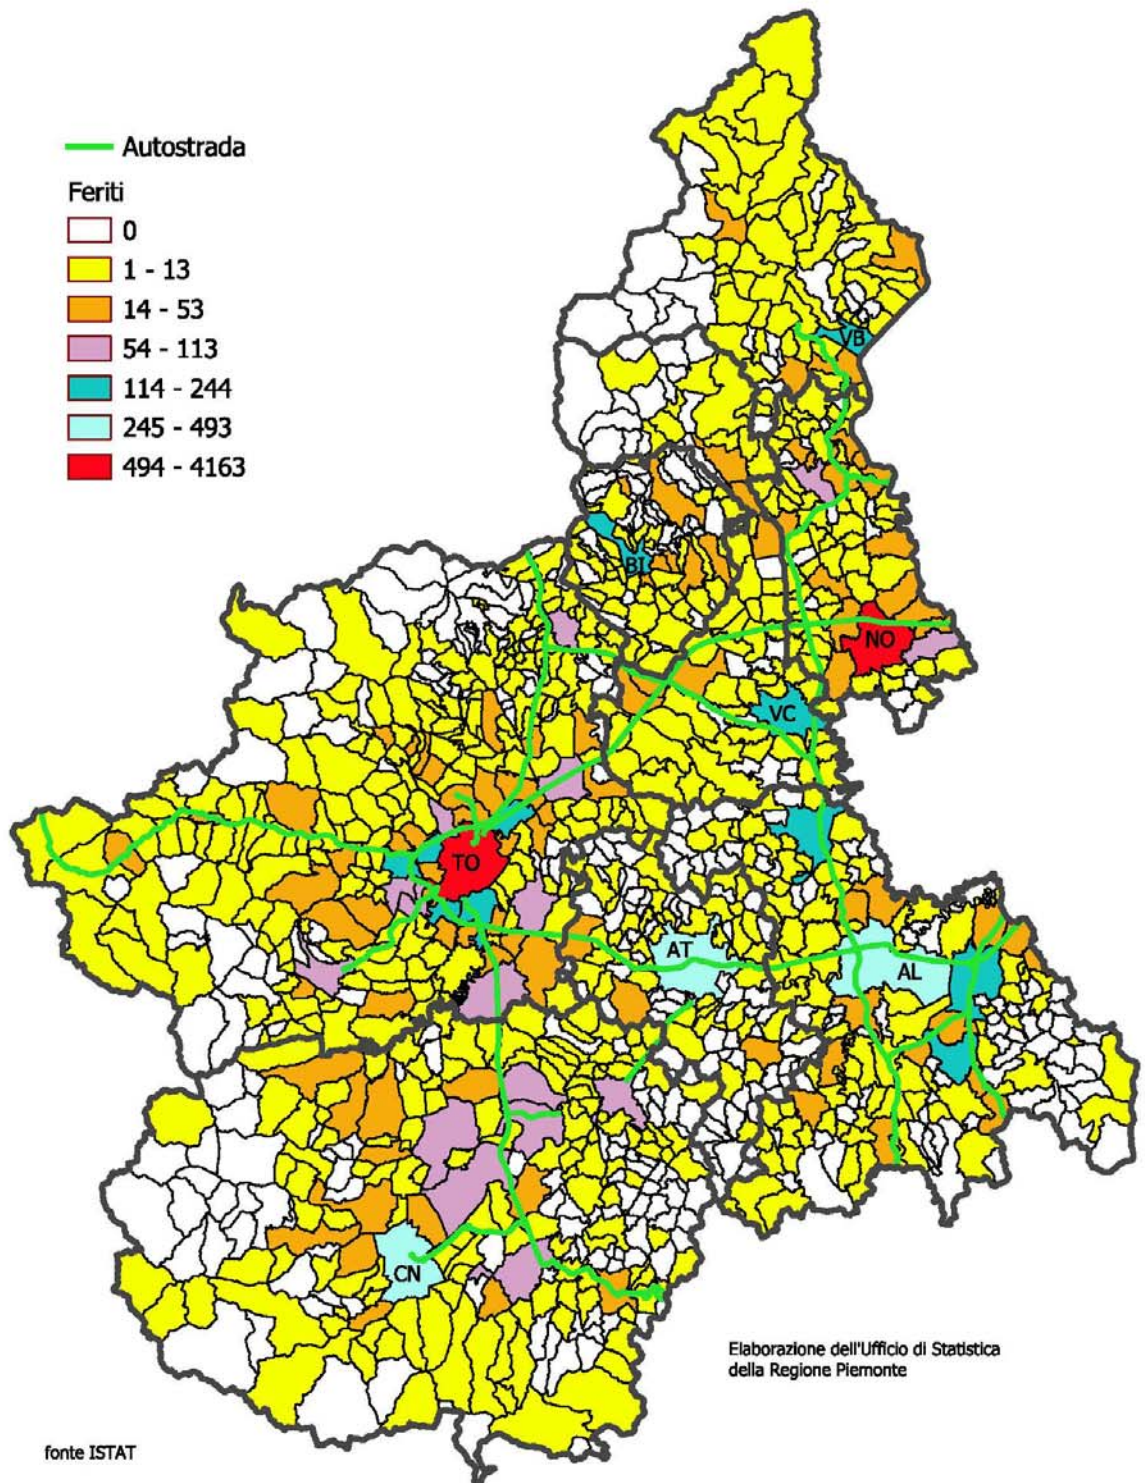 Autostrada
Feriti
0
1 - 13
14 - 53
54 - 113
114 - 244
245 - 493
494 - 4163
VB
BI
NO
VC
TO
AT
AL
CN
Elaborazione dell'Ufficio di Statistica
della Regione Piemonte
fonte ISTAT